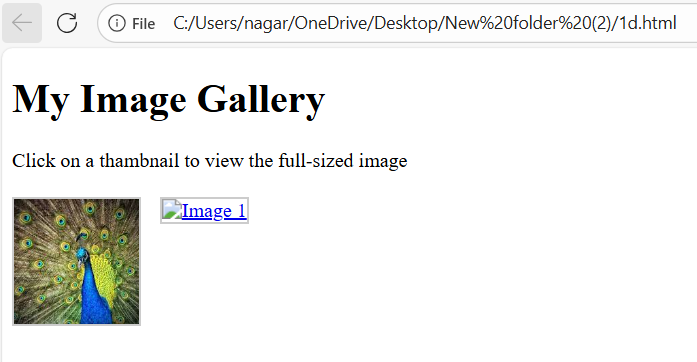 File C:/Users/nagar/OneDrive/Desktop/New%20folder%20(2)/1d.html
My Image Gallery
Click on a thambnail to view the full-sized image
Image 1